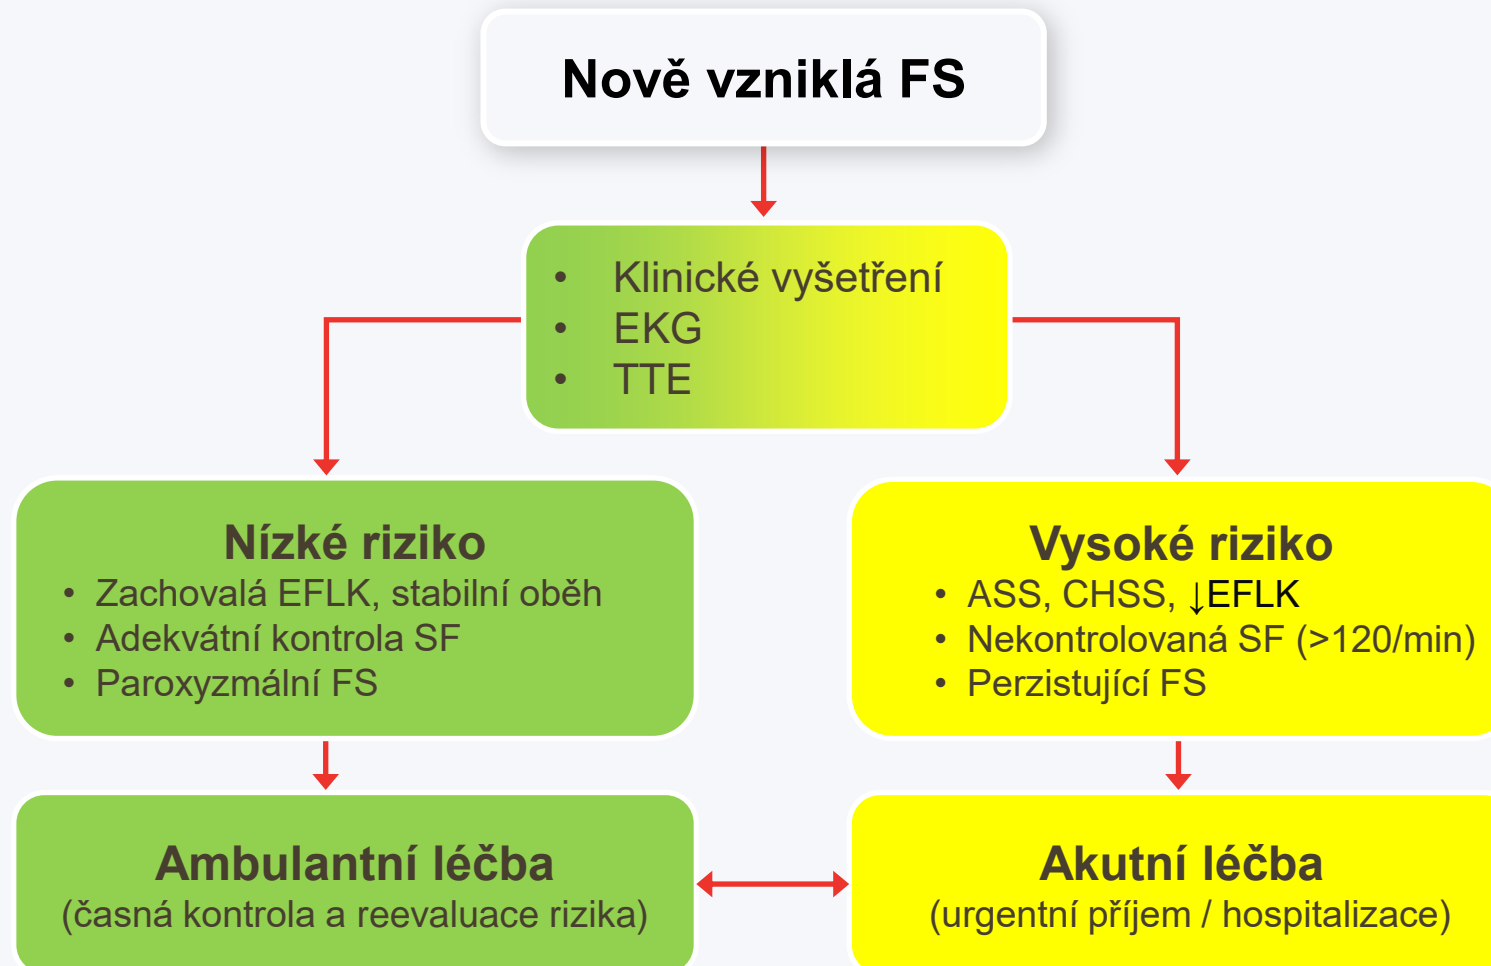 Nově vzniklá FS
• Klinické vyšetření
• EKG
• TTE
Nízké riziko
• Zachovalá EFLK, stabilní oběh
• Adekvátní kontrola SF
• Paroxyzmální FS
Vysoké riziko
• ASS, CHSS, ↓EFLK
• Nekontrolovaná SF (>120/min)
• Perzistující FS
Ambulantní léčba
(časná kontrola a reevaluace rizika)
Akutní léčba
(urgentní příjem / hospitalizace)